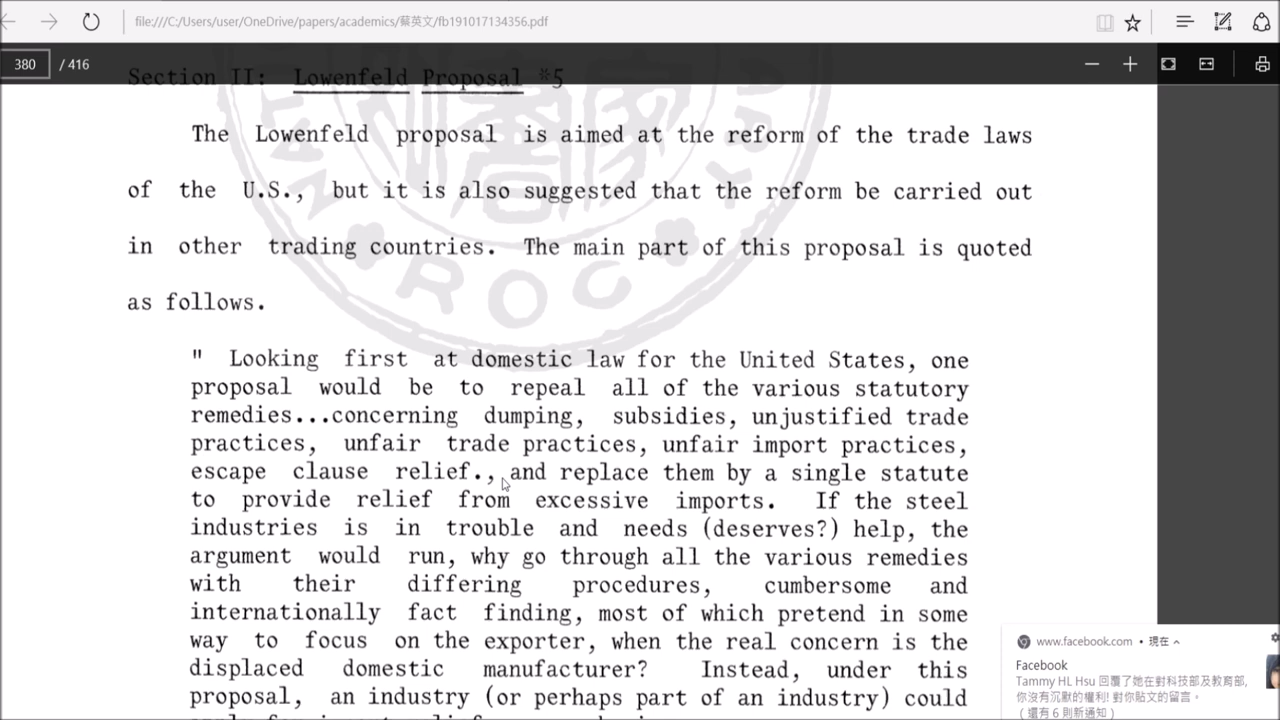 file:///C:/Users/user/OneDrive/papers/academics/蔡英文/fb191017134356.pdf
380 / 416
Section II: Lowenfeld Proposal *5
The Lowenfeld proposal is aimed at the reform of the trade laws
of the U.S., but it is also suggested that the reform be carried out
in other trading countries. The main part of this proposal is quoted
as follows.
" Looking first at domestic law for the United States, one
proposal would be to repeal all of the various statutory
remedies...concerning dumping, subsidies, unjustified trade
practices, unfair trade practices, unfair import practices,
escape clause relief., and replace them by a single statute
to provide relief from excessive imports. If the steel
industries is in trouble and needs (deserves?) help, the
argument would run, why go through all the various remedies
with their differing procedures, cumbersome and
internationally fact finding, most of which pretend in some
way to focus on the exporter, when the real concern is the
displaced domestic manufacturer? Instead, under this
proposal, an industry (or perhaps part of an industry) could
ROC
www.facebook.com • 現在
Facebook
Tammy HL Hsu 回覆了她在對科技部及教育部,
你沒有沉默的權利! 對你貼文的留言。
(還有 6 則新通知)